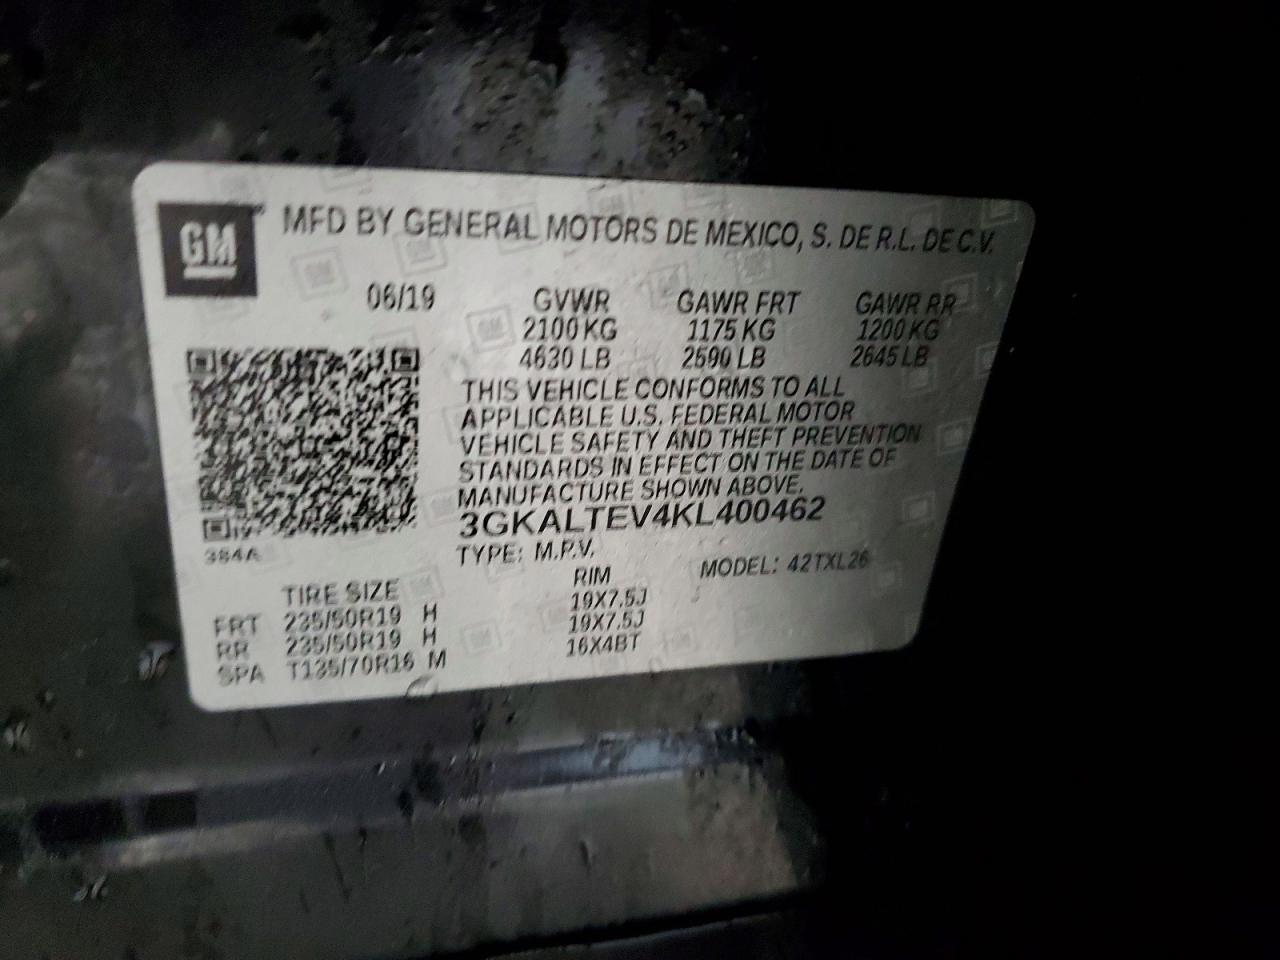 GM
MFD BY GENERAL MOTORS DE MEXICO, S. DE R.L. DE C.V.
06/19 GVWR GAWR FRT GAWR RR
2100 KG 1175 KG 1200 KG
4630 LB 2590 LB 2645 LB
THIS VEHICLE CONFORMS TO ALL
APPLICABLE U.S. FEDERAL MOTOR
VEHICLE SAFETY AND THEFT PREVENTION
STANDARDS IN EFFECT ON THE DATE OF
MANUFACTURE SHOWN ABOVE.
3GKALTEV4KL400462
384A
TYPE: M.P.V. MODEL: 42TXL26
TIRE SIZE RIM
FRT 235/50R19 H 19X7.5J
RR 235/50R19 H 19X7.5J
SPA T135/70R16 M 16X4BT